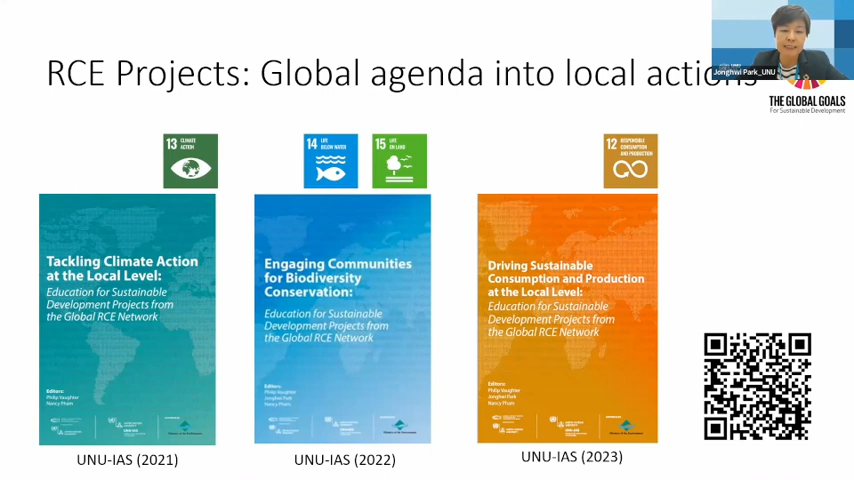 RCE Projects: Global agenda into local actions
Jonghwi Park_UNU
THE GLOBAL GOALS
For Sustainable Development
13 CLIMATE
ACTION
14 LIFE
BELOW WATER
15 LIFE
ON LAND
12 RESPONSIBLE
CONSUMPTION
AND PRODUCTION
Tackling Climate Action
at the Local Level:
Education for Sustainable
Development Projects from
the Global RCE Network
Editors:
Philip Vaughter
Nancy Pham
UNU-IAS (2021)
Engaging Communities
for Biodiversity
Conservation:
Education for Sustainable
Development Projects from
the Global RCE Network
Editors:
Philip Vaughter
Jonghwi Park
Nancy Pham
UNU-IAS (2022)
Driving Sustainable
Consumption and Production
at the Local Level:
Education for Sustainable
Development Projects from
the Global RCE Network
Editors:
Philip Vaughter
Jonghwi Park
Nancy Pham
UNU-IAS (2023)